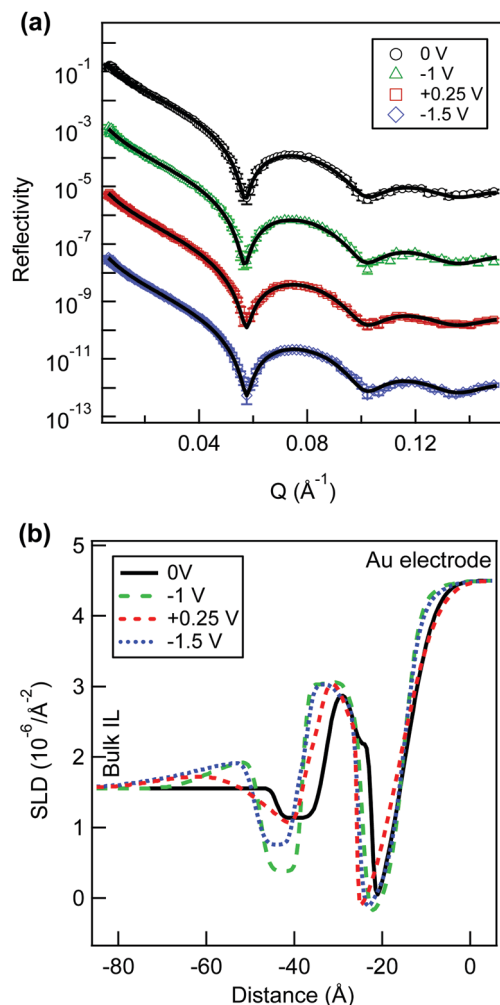 (a)
0 V
-1 V
+0.25 V
-1.5 V
10⁻¹
10⁻³
10⁻⁵
10⁻⁷
10⁻⁹
10⁻¹¹
10⁻¹³
Reflectivity
0.04
0.08
0.12
Q (Å⁻¹)
(b)
Au electrode
0V
-1 V
+0.25 V
-1.5 V
5
4
3
2
1
0
SLD (10⁻⁶/Å⁻²)
Bulk IL
-80
-60
-40
-20
0
Distance (Å)